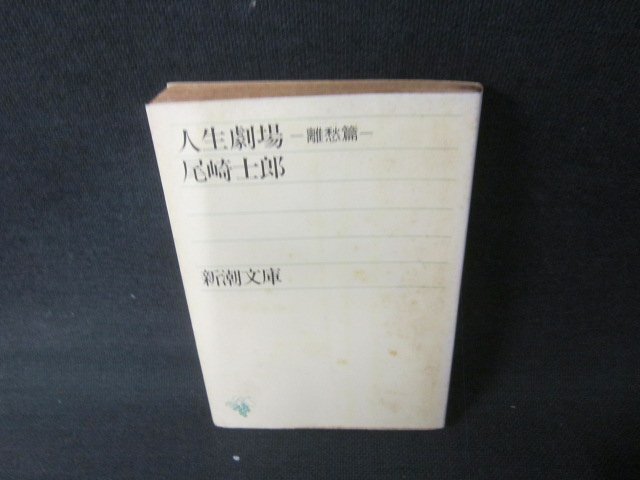 人生劇場 ―離愁篇―
尾崎士郎
新潮文庫